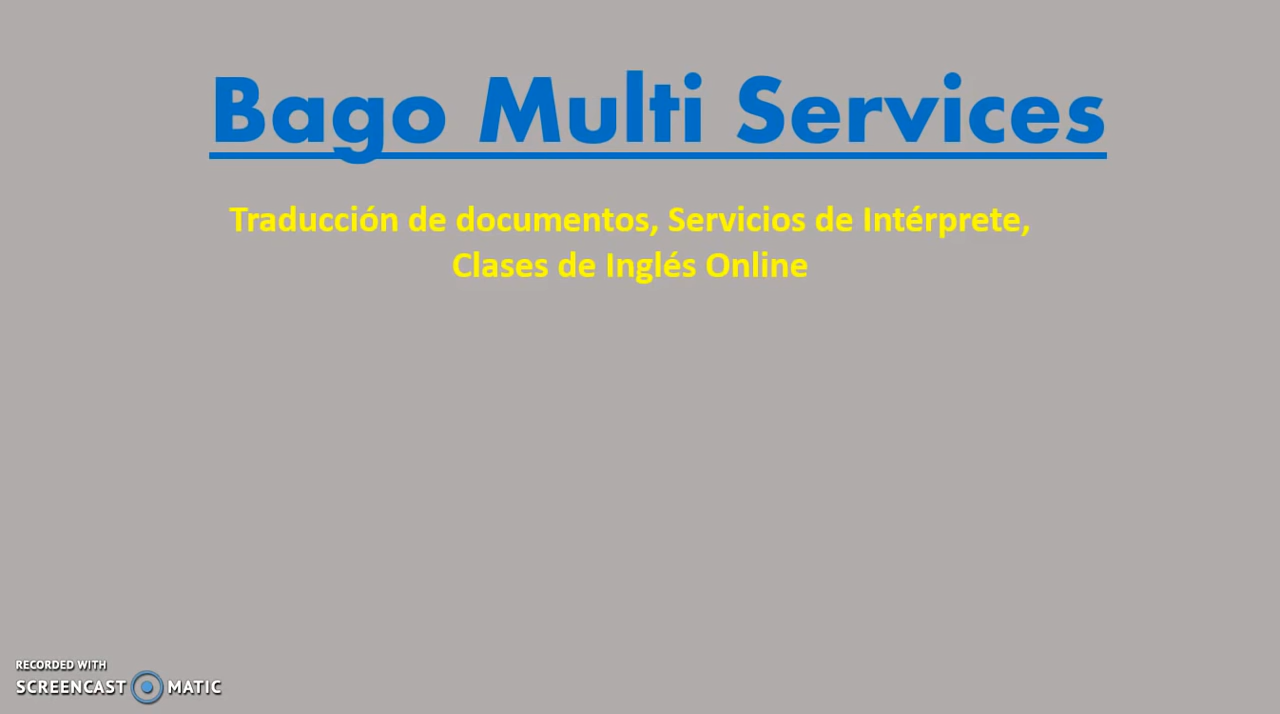 Bago Multi Services
Traducción de documentos, Servicios de Intérprete,
Clases de Inglés Online
RECORDED WITH
SCREENCAST MATIC